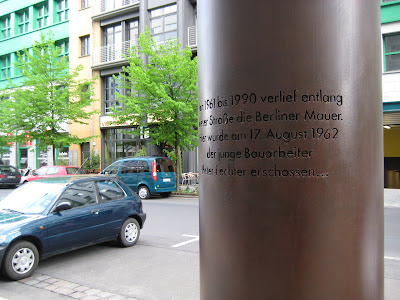 1961 bis 1990 verlief entlang
Straße die Berliner Mauer.
wurde am 17. August 1962
der junge Bauarbeiter
Peter Fechter erschossen...